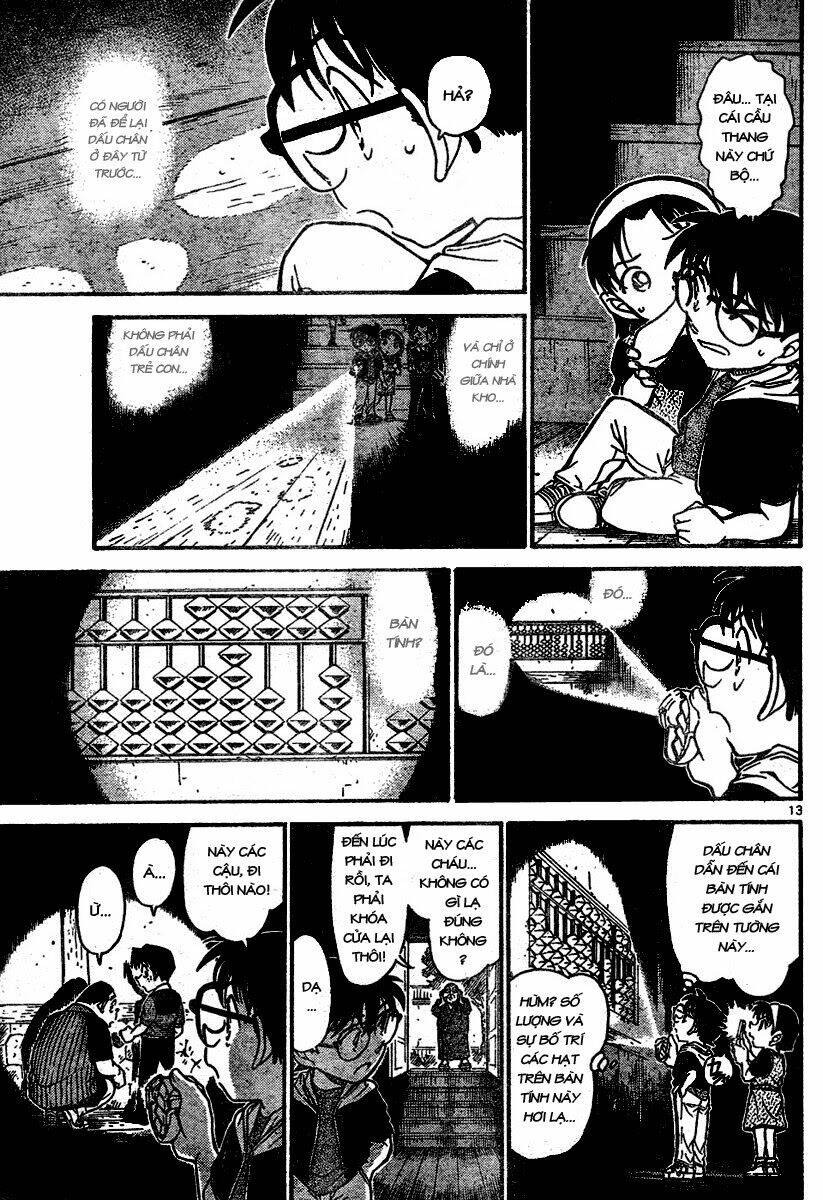 ĐÂU... TẠI
CÁI CẦU
THANG
NÀY CHỨ
BỘ...
HẢ?
CÓ NGƯỜI
ĐÃ ĐỂ LẠI
DẤU CHÂN
Ở ĐÂY TỪ
TRƯỚC...
VÀ CHỈ Ở
CHÍNH
GIỮA NHÀ
KHO...
KHÔNG PHẢI
DẤU CHÂN
TRẺ CON...
ĐÓ...
ĐÓ
LÀ...
BÀN
TÍNH?
13
DẤU CHÂN
DẪN ĐẾN CÁI
BÀN TÍNH
ĐƯỢC GẮN
TRÊN TƯỜNG
NÀY...
HỪM? SỐ
LƯỢNG VÀ
SỰ BỐ TRÍ
CÁC HẠT
TRÊN BÀN
TÍNH NÀY
HƠI LẠ...
NÀY CÁC
CHÁU...
KHÔNG CÓ
GÌ LẠ
ĐÚNG
KHÔNG
?
ĐẾN LÚC
PHẢI ĐI
RỒI, TA
PHẢI
KHÓA
CỬA LẠI
THÔI!
DẠ
...
NÀY CÁC
CẬU, ĐI
THÔI NÀO!
À...
Ữ...